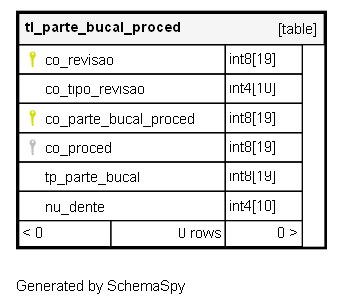 tl_parte_bucal_proced [table]
co_revisao int8[19]
co_tipo_revisao int4[10]
co_parte_bucal_proced int8[19]
co_proced int8[19]
tp_parte_bucal int8[19]
nu_dente int4[10]
< 0 0 rows 0 >
Generated by SchemaSpy